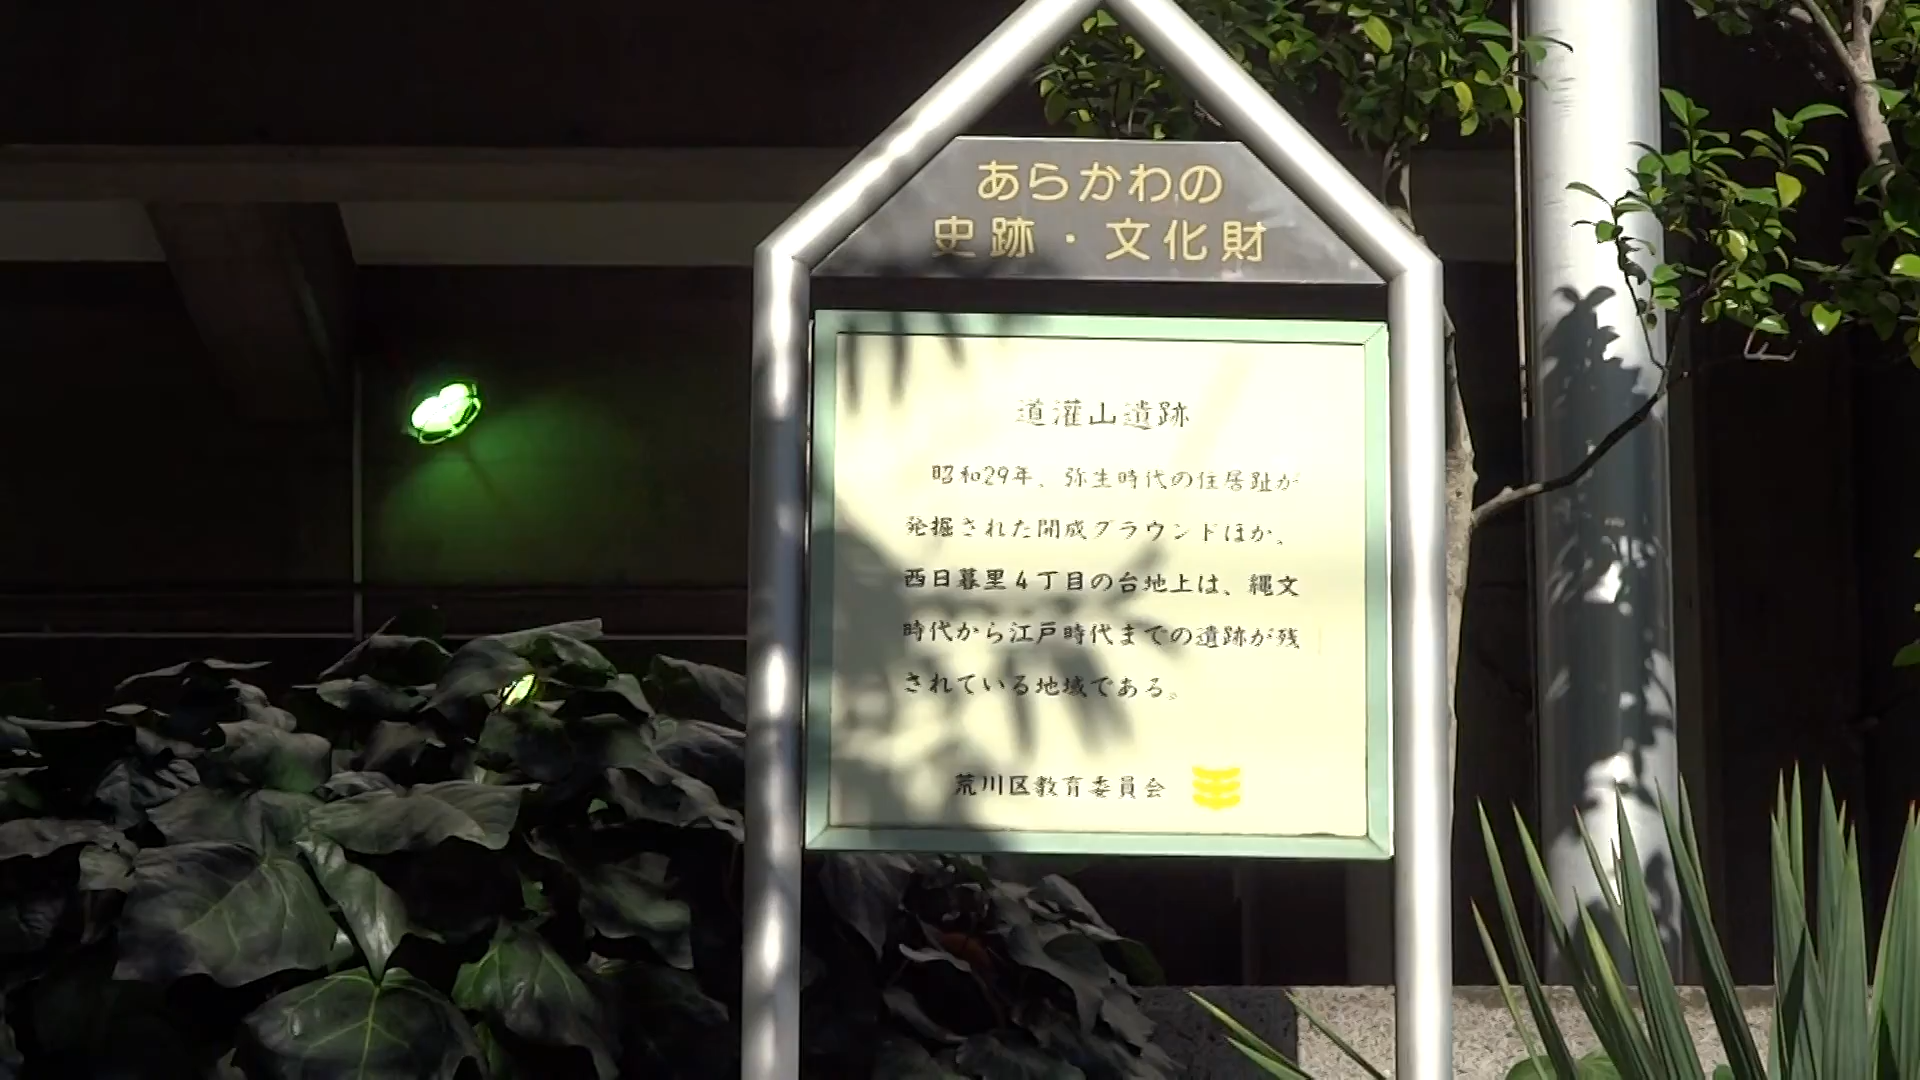 あらかわの
史跡・文化財
道灌山遺跡
昭和29年、弥生時代の住居趾が
発掘された開成グラウンドほか、
西日暮里4丁目の台地上は、縄文
時代から江戸時代までの遺跡が残
されている地域である。
荒川区教育委員会